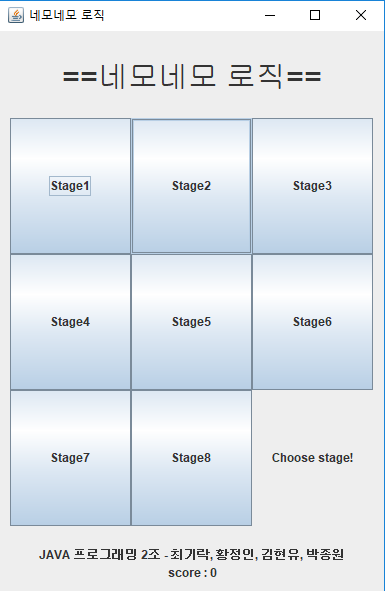 네모네모 로직
==네모네모 로직==
Stage1 Stage2 Stage3
Stage4 Stage5 Stage6
Stage7 Stage8 Choose stage!
JAVA 프로그래밍 2조 - 최기락, 황정인, 김현유, 박종원
score : 0